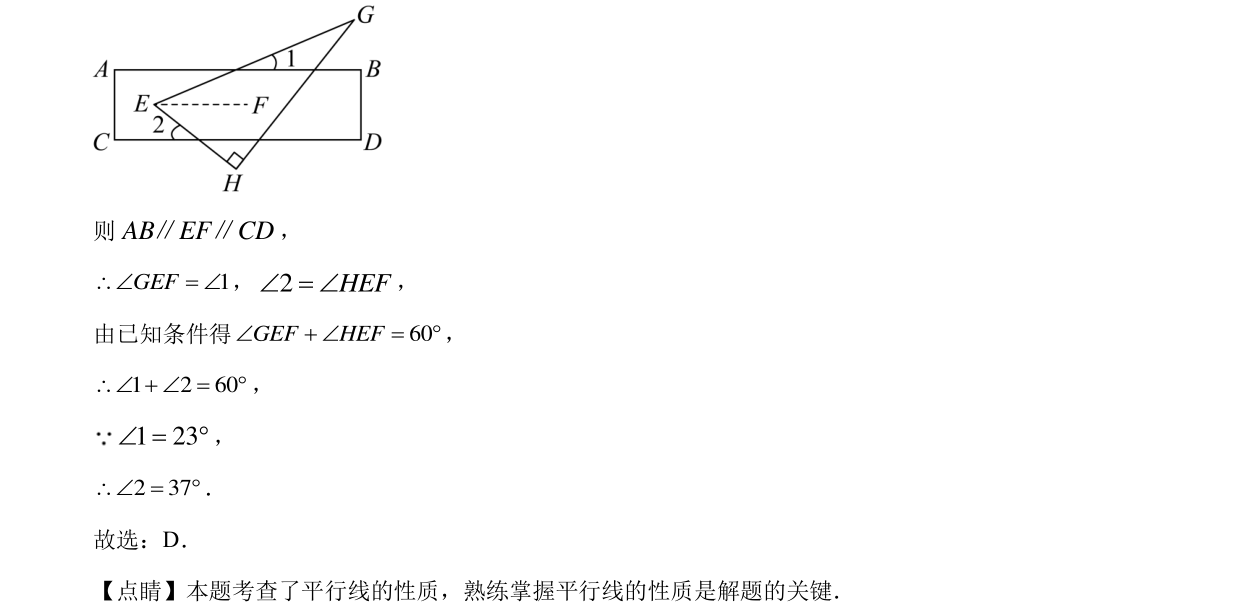 G
1
A
B
E
F
2
C
D
H
则 AB∥EF∥CD，
∴∠GEF=∠1，∠2=∠HEF，
由已知条件得∠GEF+∠HEF=60°，
∴∠1+∠2=60°，
∵∠1=23°，
∴∠2=37°．
故选：D．
【点睛】本题考查了平行线的性质，熟练掌握平行线的性质是解题的关键．